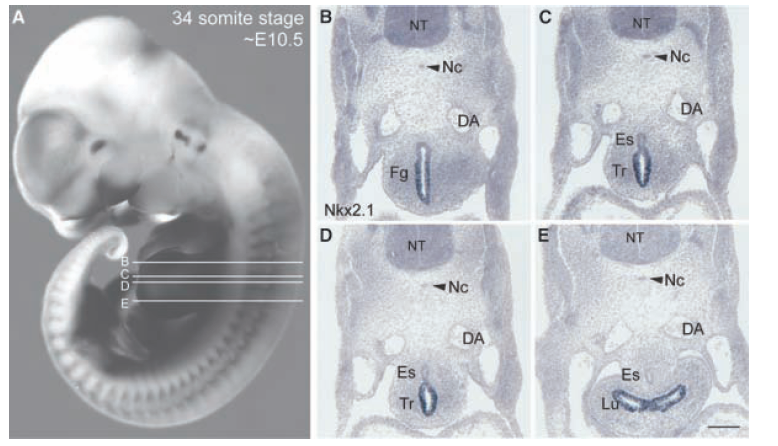 A
34 somite stage
~E10.5
B
C
D
E
B
NT
Nc
DA
Fg
Nkx2.1
C
NT
Nc
DA
Es
Tr
D
NT
Nc
DA
Es
Tr
E
NT
Nc
DA
Es
Lu